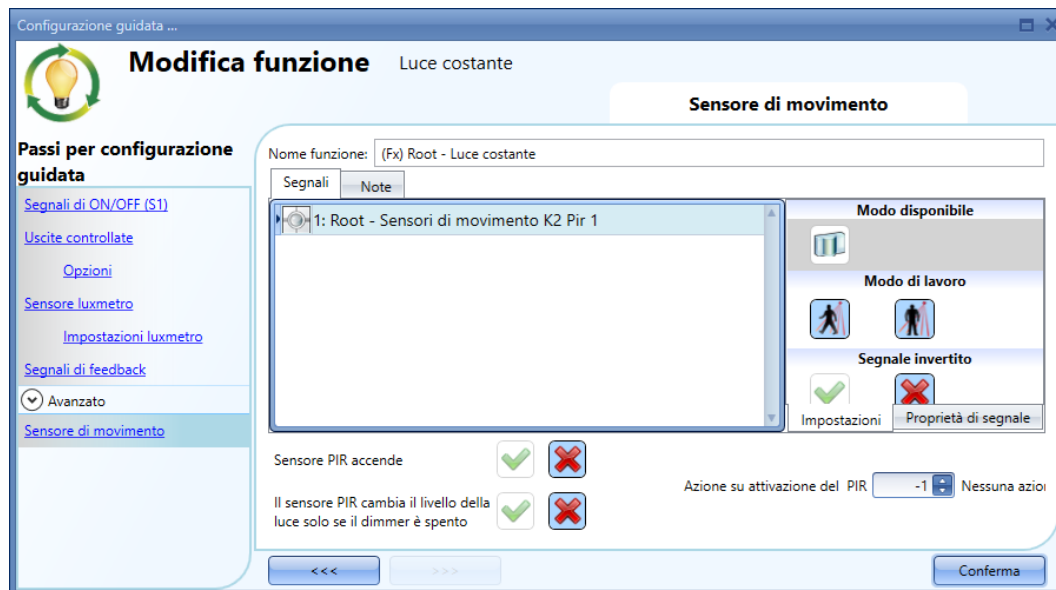 Configurazione guidata ...
Modifica funzione Luce costante
Sensore di movimento
Passi per configurazione
guidata
Segnali di ON/OFF (S1)
Uscite controllate
Opzioni
Sensore luxmetro
Impostazioni luxmetro
Segnali di feedback
Avanzato
Sensore di movimento
Nome funzione: (Fx) Root - Luce costante
Segnali Note
1: Root - Sensori di movimento K2 Pir 1
Modo disponibile
Modo di lavoro
Segnale invertito
Impostazioni Proprietà di segnale
Sensore PIR accende
Il sensore PIR cambia il livello della
luce solo se il dimmer è spento
Azione su attivazione del PIR -1 Nessuna azio
<<< >>>
Conferma